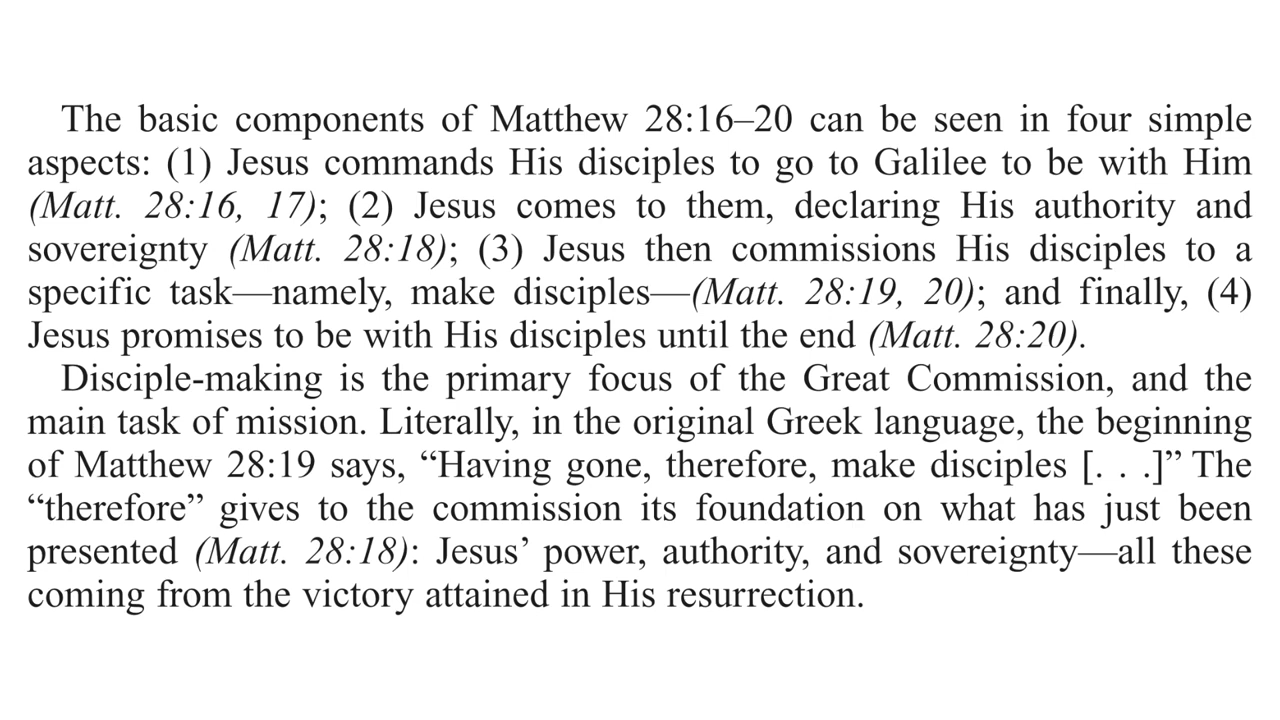 The basic components of Matthew 28:16–20 can be seen in four simple
aspects: (1) Jesus commands His disciples to go to Galilee to be with Him
(Matt. 28:16, 17); (2) Jesus comes to them, declaring His authority and
sovereignty (Matt. 28:18); (3) Jesus then commissions His disciples to a
specific task—namely, make disciples—(Matt. 28:19, 20); and finally, (4)
Jesus promises to be with His disciples until the end (Matt. 28:20).
Disciple-making is the primary focus of the Great Commission, and the
main task of mission. Literally, in the original Greek language, the beginning
of Matthew 28:19 says, “Having gone, therefore, make disciples [. . .]” The
“therefore” gives to the commission its foundation on what has just been
presented (Matt. 28:18): Jesus’ power, authority, and sovereignty—all these
coming from the victory attained in His resurrection.